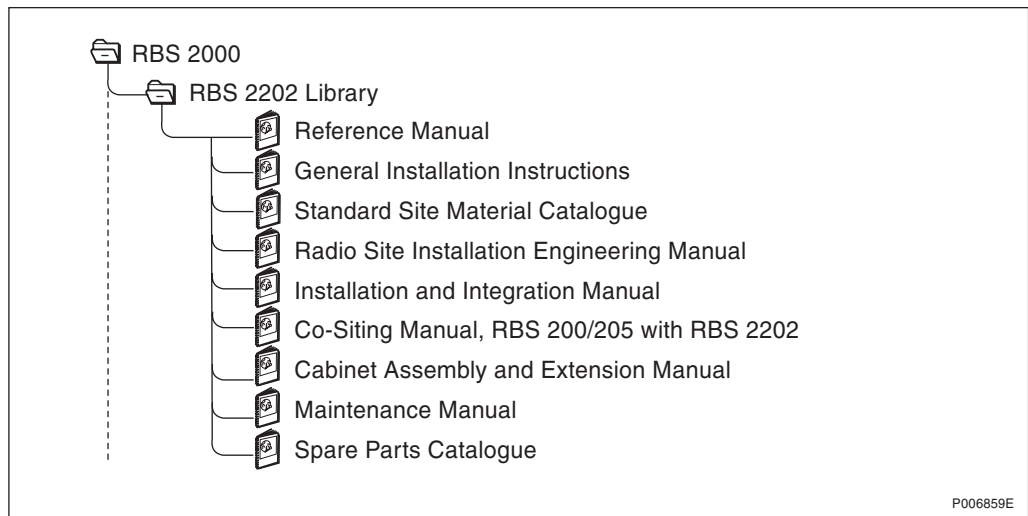 RBS 2000
RBS 2202 Library
Reference Manual
General Installation Instructions
Standard Site Material Catalogue
Radio Site Installation Engineering Manual
Installation and Integration Manual
Co-Siting Manual, RBS 200/205 with RBS 2202
Cabinet Assembly and Extension Manual
Maintenance Manual
Spare Parts Catalogue
P006859E